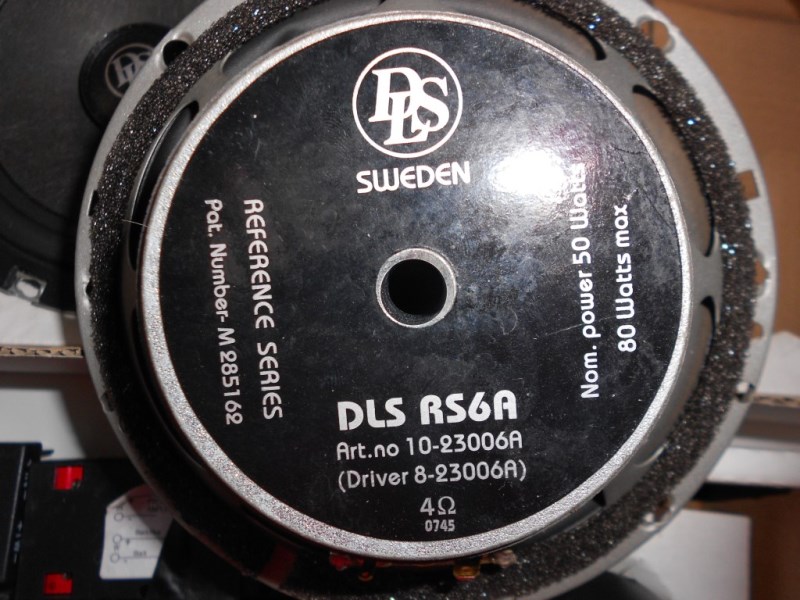 DLS
DLS
SWEDEN
REFERENCE SERIES
Pat. Number- M 285162
Nom. power 50 Watts
80 Watts max
DLS RS6A
Art.no 10-23006A
(Driver 8-23006A)
4Ω
0745